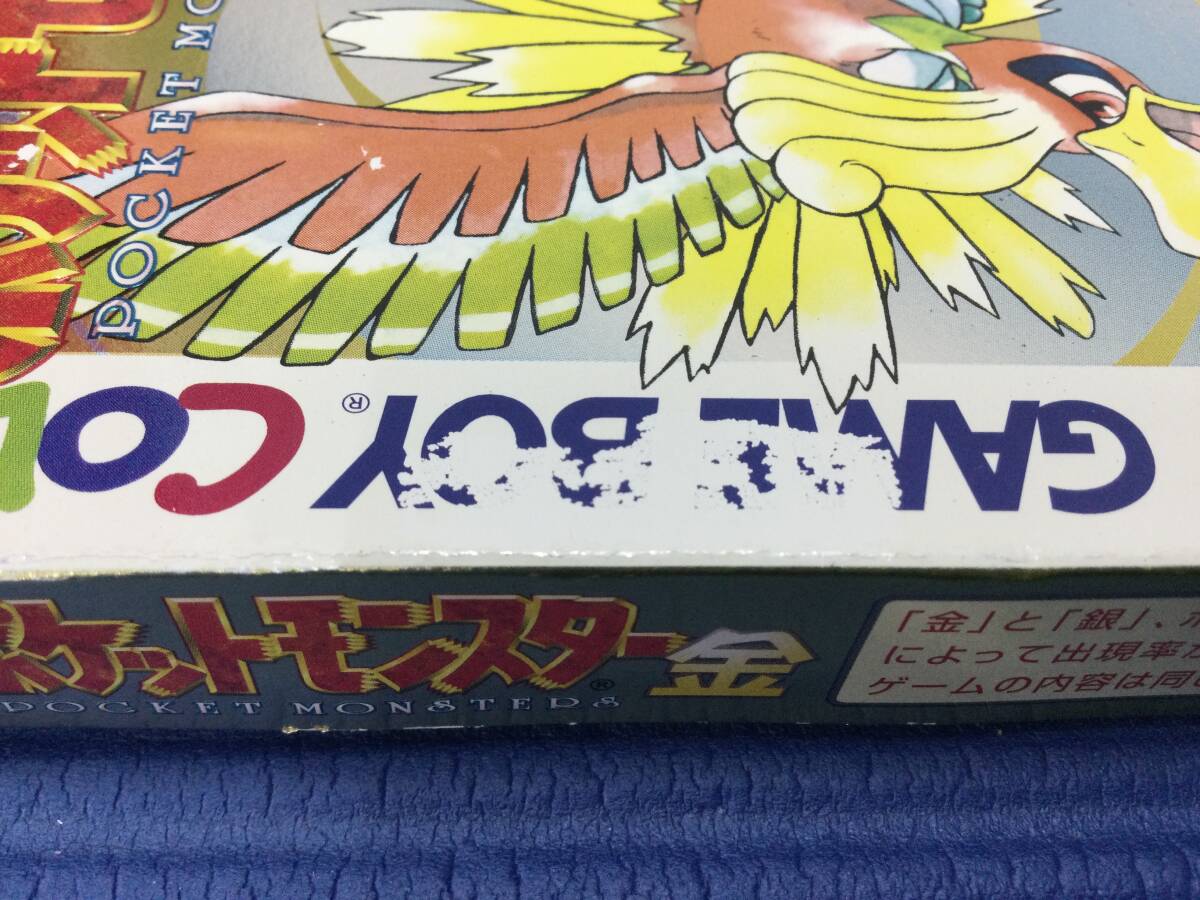 POCKET MO
GAME BOY®
CO
ケットモンスター® 金
POCKET MONSTERS
「金」と「銀」、
によって出現率
ゲームの内容は同